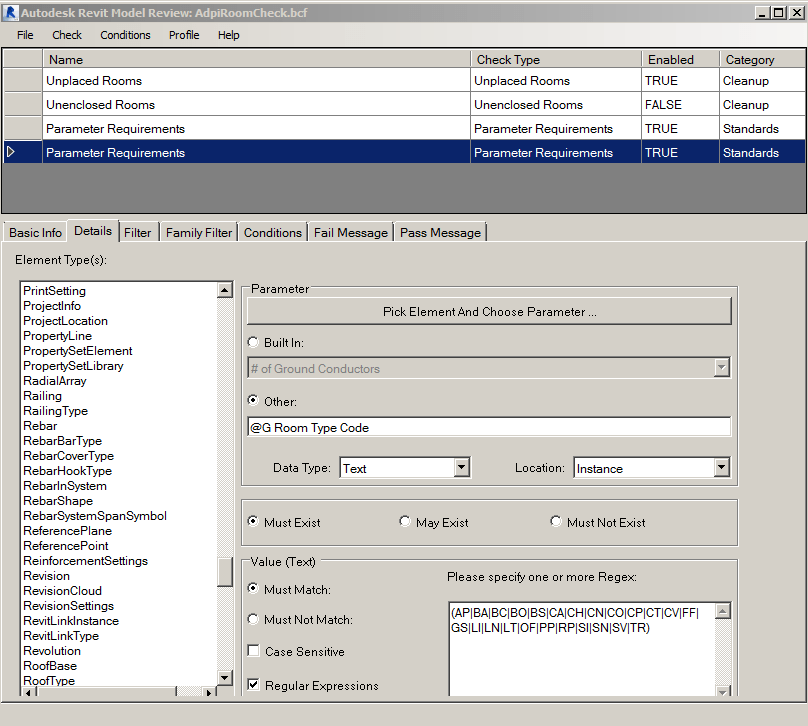 Autodesk Revit Model Review: AdpiRoomCheck.bcf
File Check Conditions Profile Help
Name Check Type Enabled Category
Unplaced Rooms Unplaced Rooms TRUE Cleanup
Unenclosed Rooms Unenclosed Rooms FALSE Cleanup
Parameter Requirements Parameter Requirements TRUE Standards
Parameter Requirements Parameter Requirements TRUE Standards
Basic Info Details Filter Family Filter Conditions Fail Message Pass Message
Element Type(s):
PrintSetting
ProjectInfo
ProjectLocation
PropertyLine
PropertySetElement
PropertySetLibrary
RadialArray
Railing
RailingType
Rebar
RebarBarType
RebarCoverType
RebarHookType
RebarInSystem
RebarShape
RebarSystemSpanSymbol
ReferencePlane
ReferencePoint
ReinforcementSettings
Revision
RevisionCloud
RevisionSettings
RevitLinkInstance
RevitLinkType
Revolution
RoofBase
RoofType
Parameter
Pick Element And Choose Parameter ...
Built In:
# of Ground Conductors
Other:
@G Room Type Code
Data Type: Text Location: Instance
Must Exist May Exist Must Not Exist
Value (Text)
Must Match:
Must Not Match:
Case Sensitive
Regular Expressions
Please specify one or more Regex:
(AP|BA|BC|BO|BS|CA|CH|CN|CO|CP|CT|CV|FF|
GS|LI|LN|LT|OF|PP|RP|SI|SN|SV|TR)